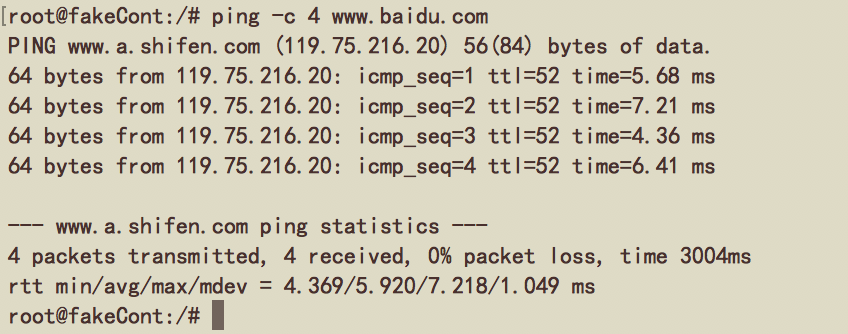 [root@fakeCont:/# ping -c 4 www.baidu.com
PING www.a.shifen.com (119.75.216.20) 56(84) bytes of data.
64 bytes from 119.75.216.20: icmp_seq=1 ttl=52 time=5.68 ms
64 bytes from 119.75.216.20: icmp_seq=2 ttl=52 time=7.21 ms
64 bytes from 119.75.216.20: icmp_seq=3 ttl=52 time=4.36 ms
64 bytes from 119.75.216.20: icmp_seq=4 ttl=52 time=6.41 ms
--- www.a.shifen.com ping statistics ---
4 packets transmitted, 4 received, 0% packet loss, time 3004ms
rtt min/avg/max/mdev = 4.369/5.920/7.218/1.049 ms
root@fakeCont:/#